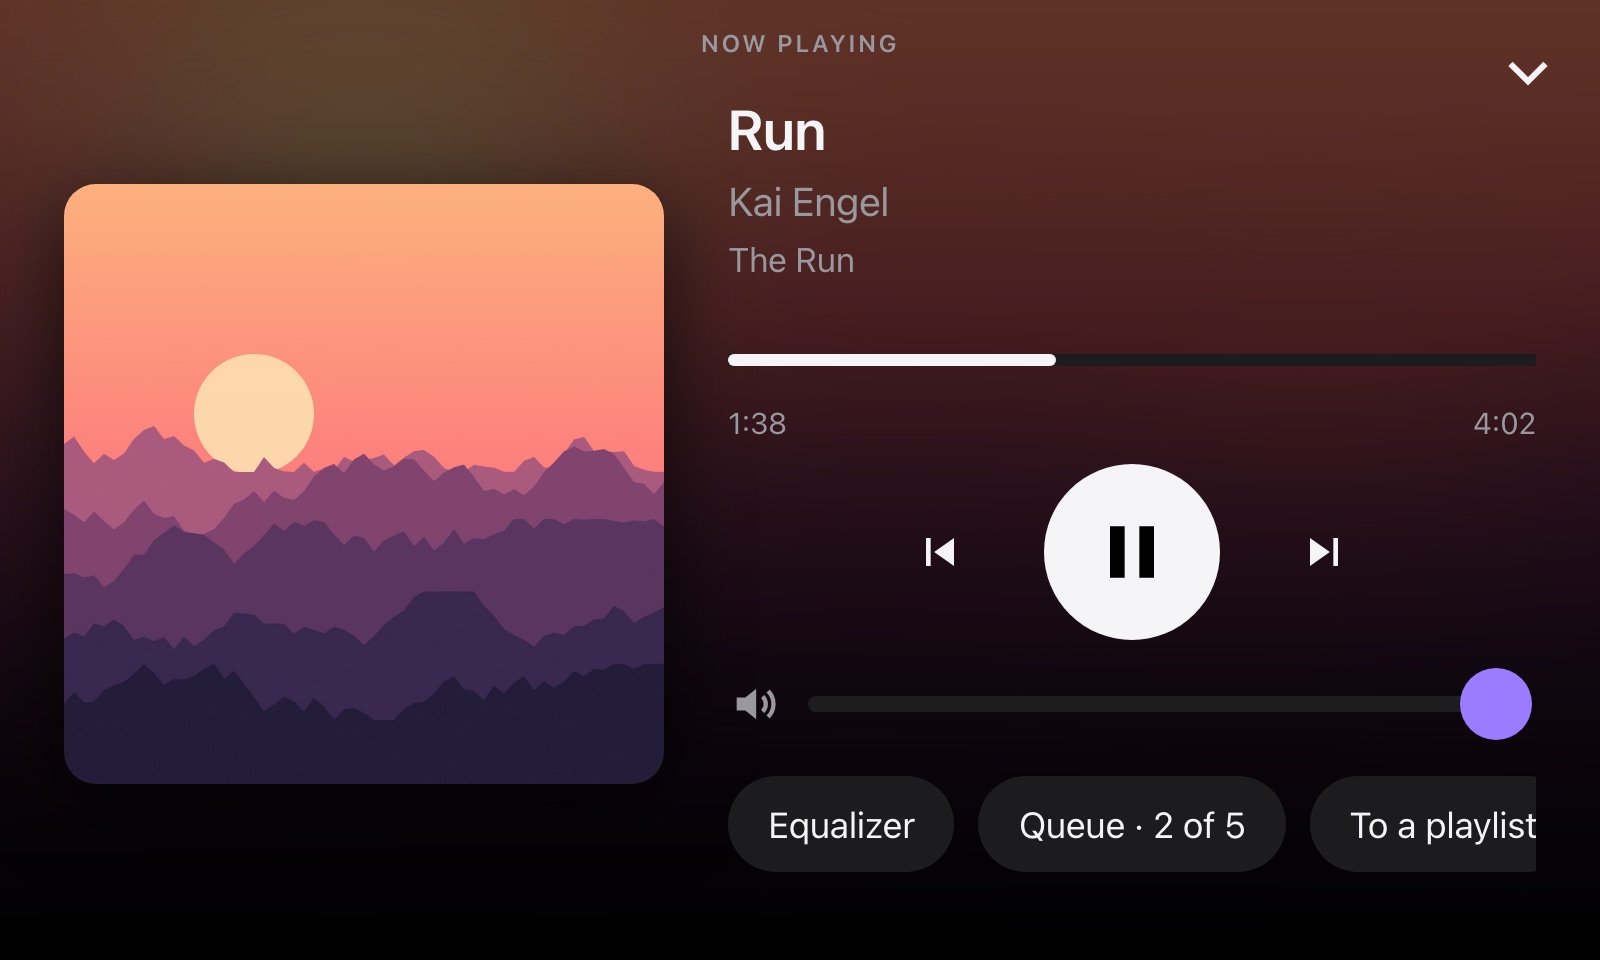 NOW PLAYING
Run
Kai Engel
The Run
1:38
4:02
Equalizer
Queue · 2 of 5
To a playlist